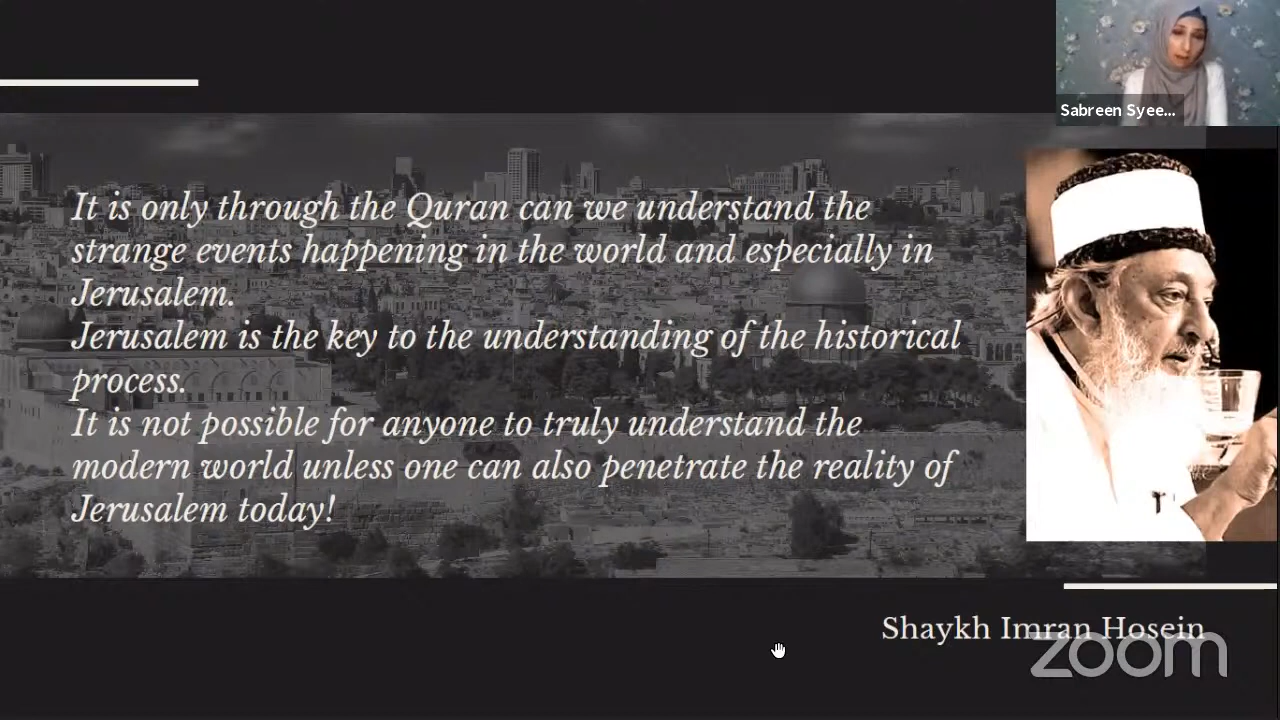 Sabreen Syee...
It is only through the Quran can we understand the
strange events happening in the world and especially in
Jerusalem.
Jerusalem is the key to the understanding of the historical
process.
It is not possible for anyone to truly understand the
modern world unless one can also penetrate the reality of
Jerusalem today!
Shaykh Imran Hosein
zoom